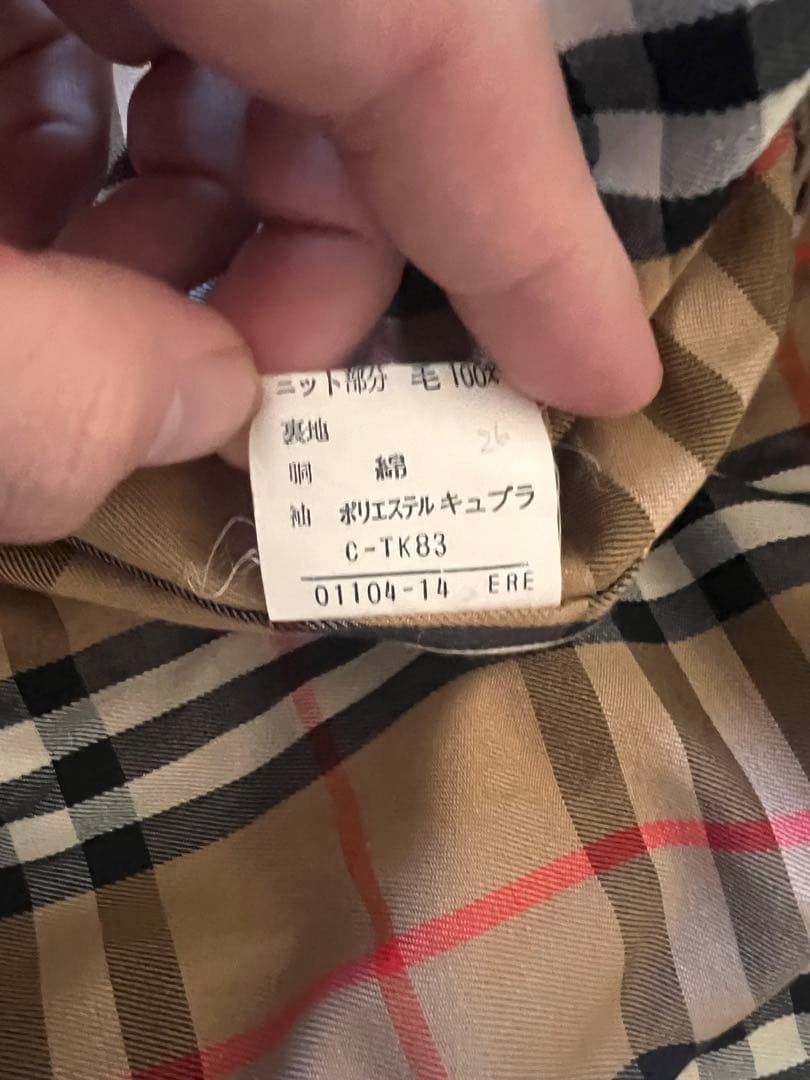 ニット部分 毛 100%
裏地
26
胴 綿
袖 ポリエステル キュプラ
C-TK83
01104-14 ERE